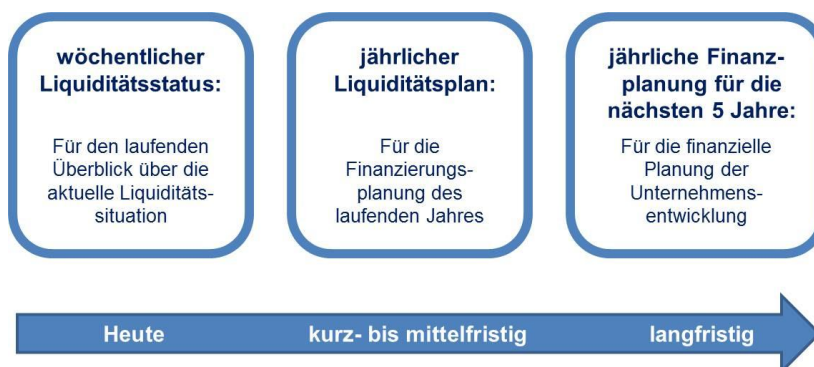 wöchentlicher
Liquiditätsstatus:
Für den laufenden
Überblick über die
aktuelle Liquiditäts-
situation
jährlicher
Liquiditätsplan:
Für die
Finanzierungs-
planung des
laufenden Jahres
jährliche Finanz-
planung für die
nächsten 5 Jahre:
Für die finanzielle
Planung der
Unternehmens-
entwicklung
Heute
kurz- bis mittelfristig
langfristig